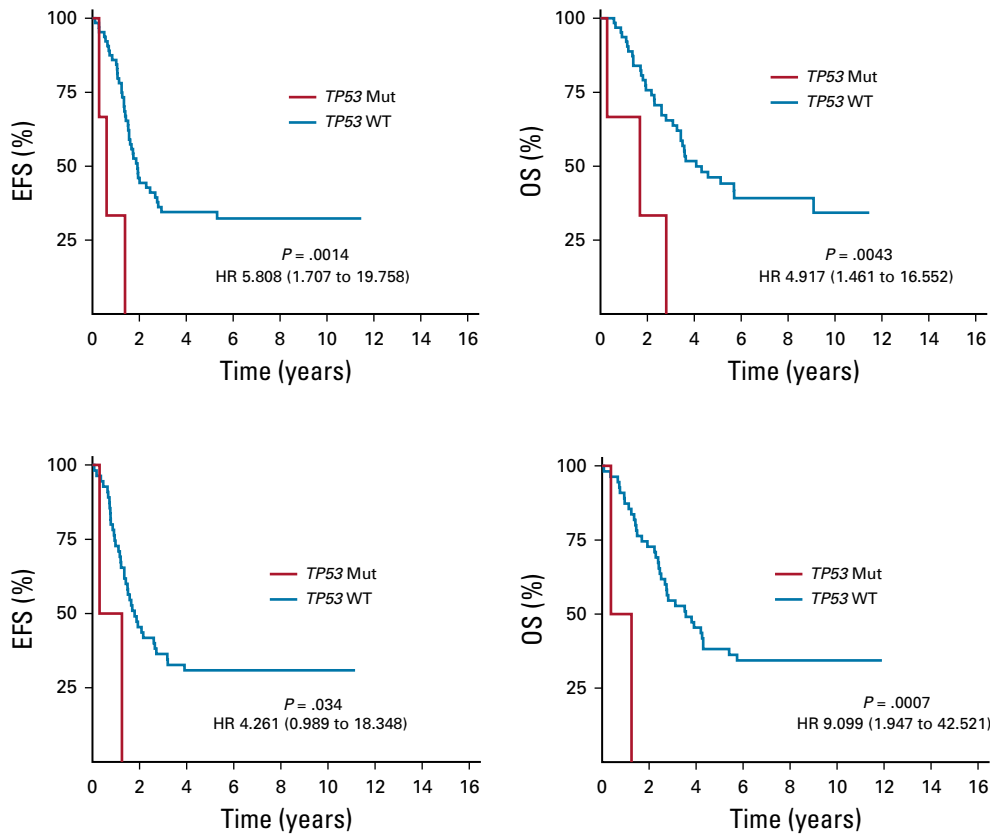 100
75
50
25
EFS (%)
TP53 Mut
TP53 WT
P = .0014
HR 5.808 (1.707 to 19.758)
0 2 4 6 8 10 12 14 16
Time (years)
100
75
50
25
OS (%)
TP53 Mut
TP53 WT
P = .0043
HR 4.917 (1.461 to 16.552)
0 2 4 6 8 10 12 14 16
Time (years)
100
75
50
25
EFS (%)
TP53 Mut
TP53 WT
P = .034
HR 4.261 (0.989 to 18.348)
0 2 4 6 8 10 12 14 16
Time (years)
100
75
50
25
OS (%)
TP53 Mut
TP53 WT
P = .0007
HR 9.099 (1.947 to 42.521)
0 2 4 6 8 10 12 14 16
Time (years)